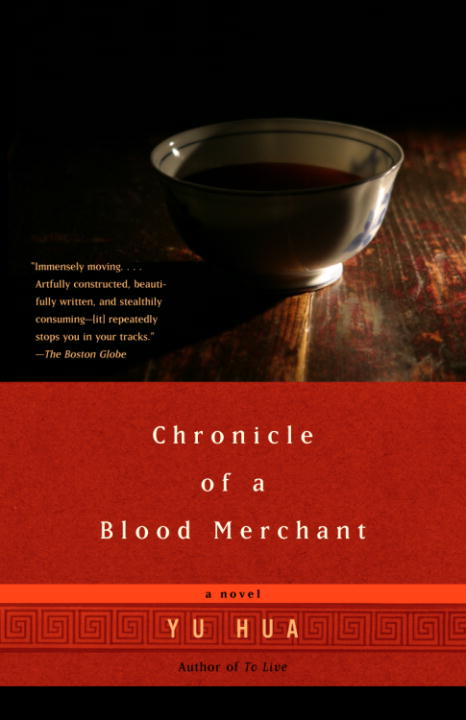 "Immensely moving. . . .
Artfully constructed, beauti-
fully written, and stealthily
consuming—[it] repeatedly
stops you in your tracks."
—The Boston Globe
Chronicle
of a
Blood Merchant
a novel
YU HUA
Author of To Live